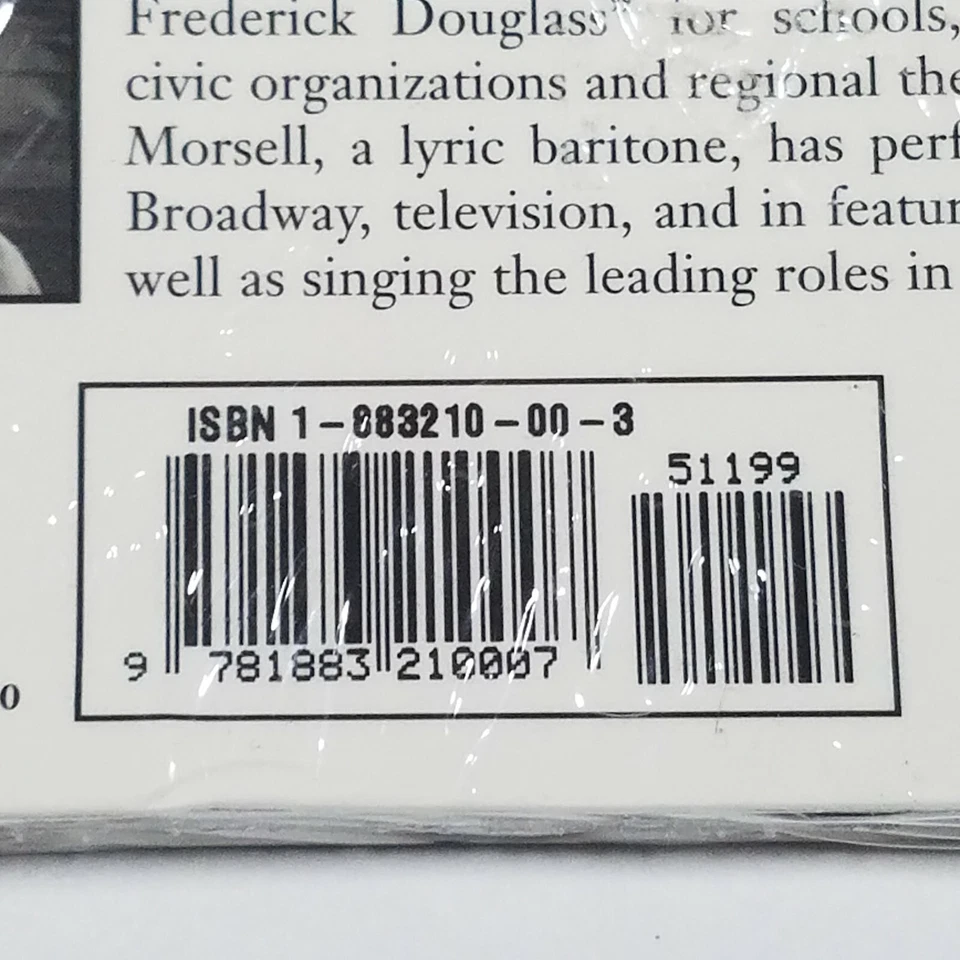 Frederick Douglass" for schools,
civic organizations and regional the
Morsell, a lyric baritone, has perf
Broadway, television, and in featur
well as singing the leading roles in
ISBN 1-883210-00-3
51199
9 781883 210007
0